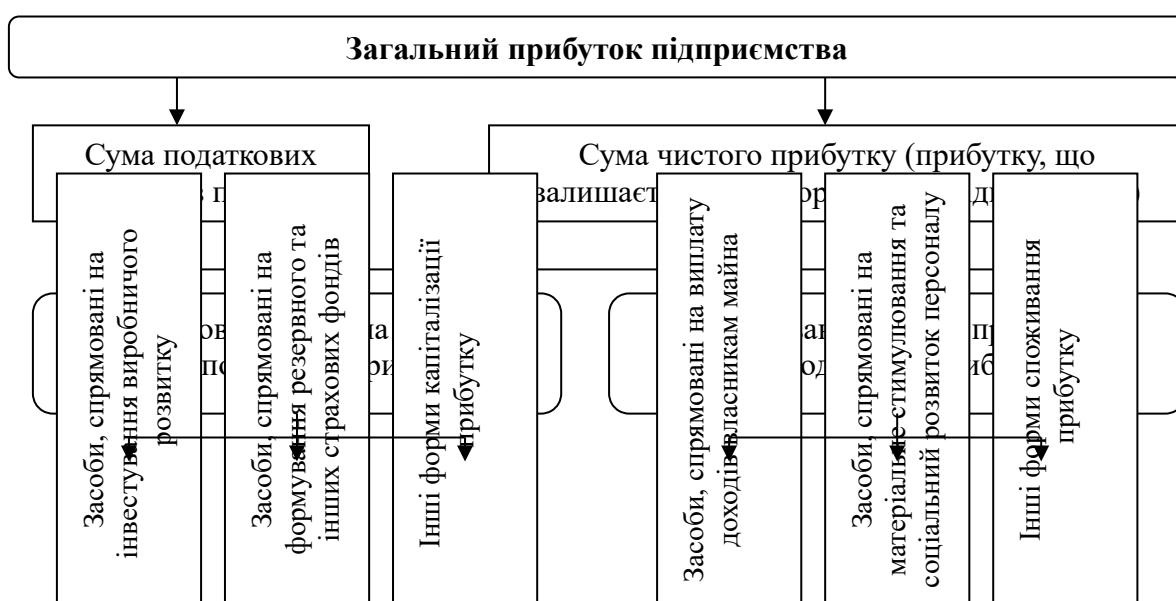 Загальний прибуток підприємства
Сума податкових
Сума чистого прибутку (прибутку, що
Засоби, спрямовані на
інвестування виробничого
розвитку
Засоби, спрямовані на
формування резервного та
інших страхових фондів
Інші форми капіталізації
прибутку
Засоби, спрямовані на виплату
доходів власникам майна
Засоби, спрямовані на
матеріальне стимулювання та
соціальний розвиток персоналу
Інші форми споживання
прибутку